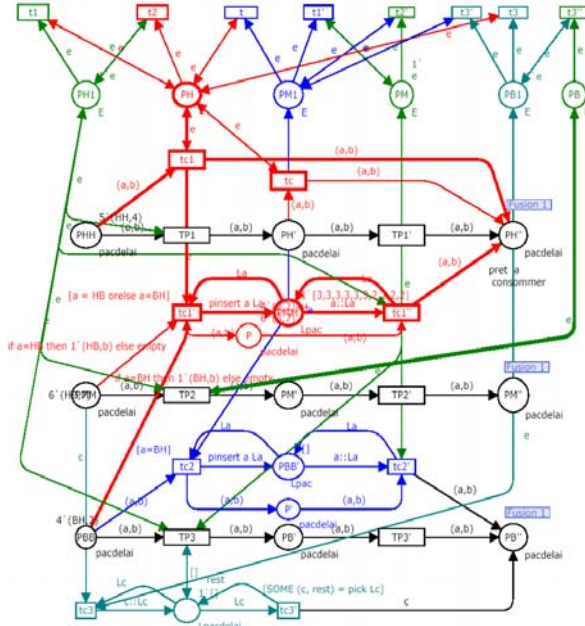 t1 t2 t t1' t2' t3' t3 t3''
e e e e e e e e
PH1 PH PM1 PM PB1 PB
E E E E
e e e e
tc1
(a,b)
tc
(a,b)
(a,b) (a,b)
5`(HH,4)
Fusion 1
PHH (a,b) TP1 (a,b) PH' (a,b) TP1' (a,b) PH''
pacdelai pacdelai pacdelai
pret a
consommer
[a = HB orelse a=BH]
La
(a,b)
tc1' pinsert a La a::La tc1''
(a,b) P (a,b)
Lpac
pacdelai
if a=HB then 1`(HB,b) else empty
if a=BH then 1`(BH,b) else empty
Fusion 1
(a,b) TP2 (a,b) PM' (a,b) TP2' (a,b) PM''
pacdelai pacdelai pacdelai
e
c
[a=BH]
La [] La
tc2 pinsert a La PBB' a::La tc2'
Lpac
(a,b) (a,b) P' (a,b) (a,b)
pacdelai
Fusion 1
PBB (a,b) TP3 (a,b) PB' (a,b) TP3' (a,b) PB''
pacdelai pacdelai pacdelai
[]
rest
Lc 1`[] [SOME (c, rest) = pick Lc]
tc3 c::Lc Lc tc3' c
Lpacdelai